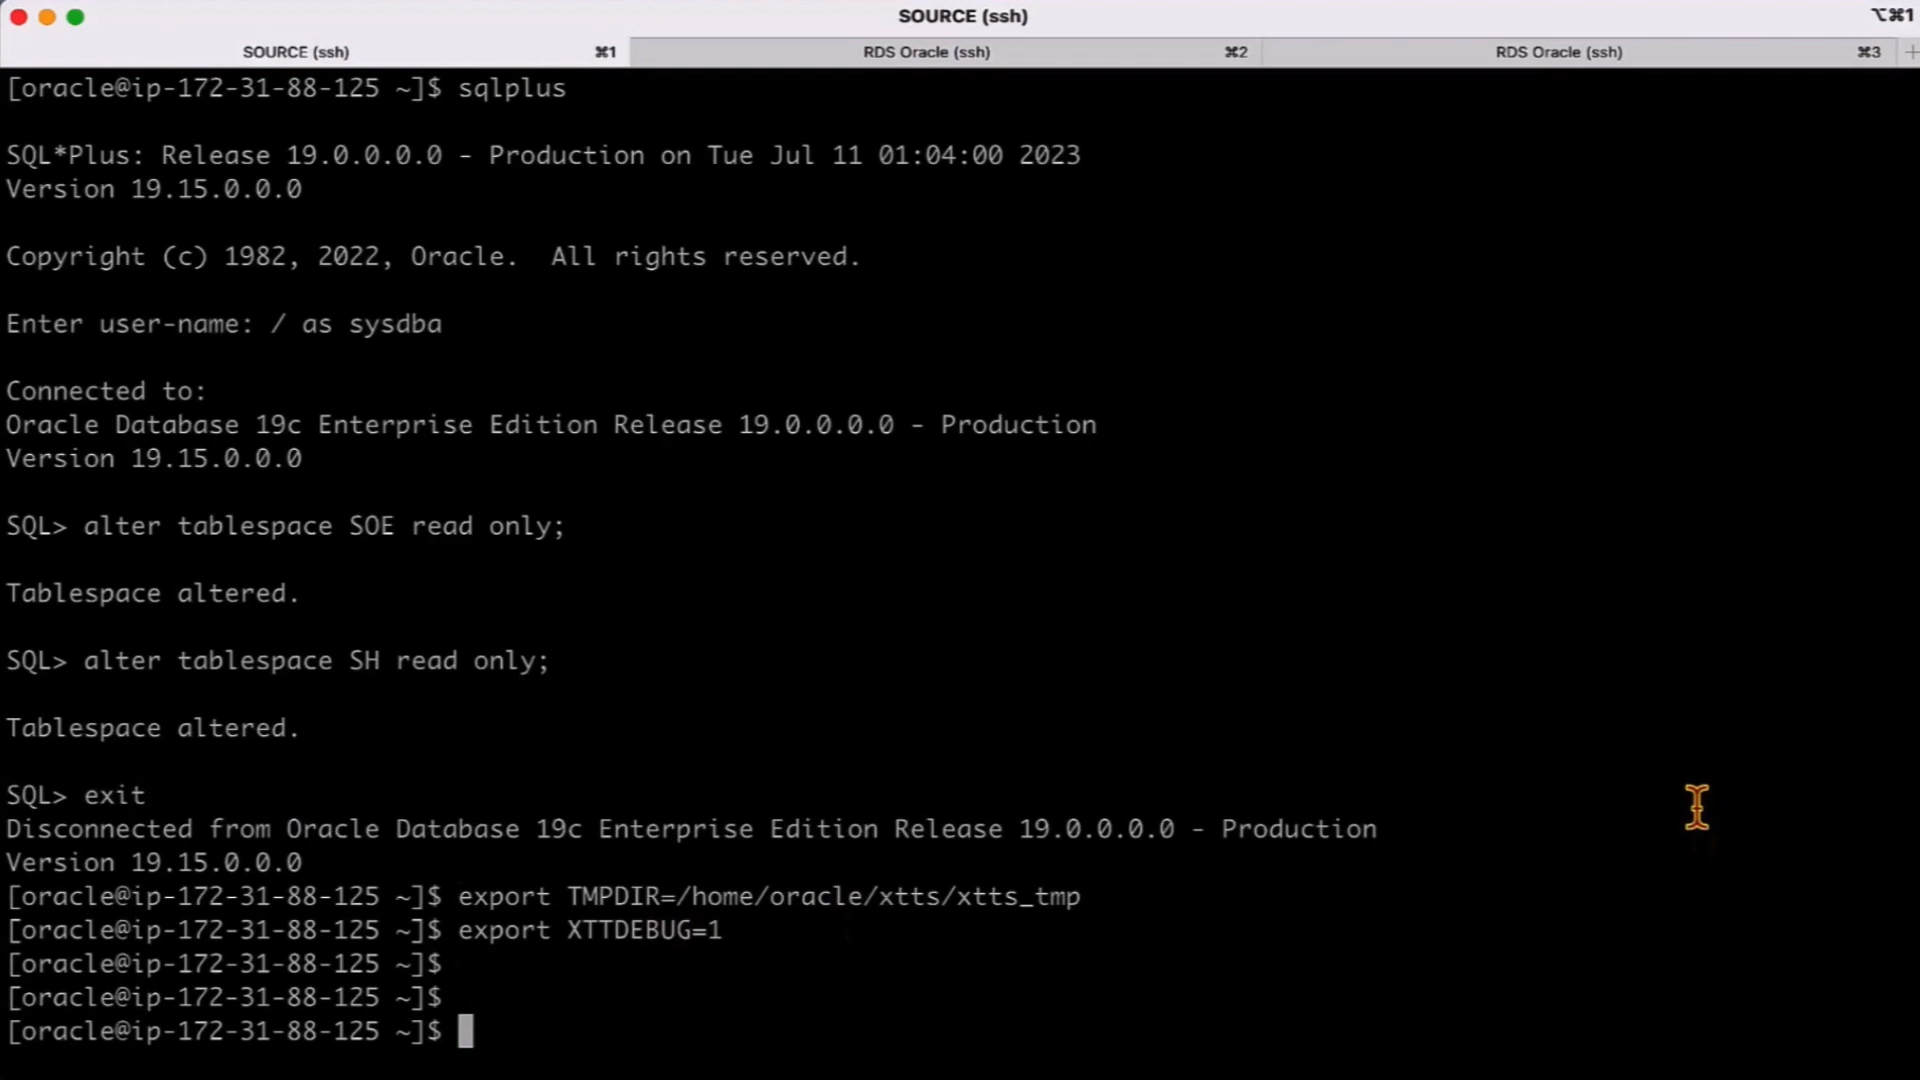 SOURCE (ssh)
⌥⌘1
SOURCE (ssh) ⌘1
RDS Oracle (ssh) ⌘2
RDS Oracle (ssh) ⌘3
[oracle@ip-172-31-88-125 ~]$ sqlplus
SQL*Plus: Release 19.0.0.0.0 - Production on Tue Jul 11 01:04:00 2023
Version 19.15.0.0.0
Copyright (c) 1982, 2022, Oracle.  All rights reserved.
Enter user-name: / as sysdba
Connected to:
Oracle Database 19c Enterprise Edition Release 19.0.0.0.0 - Production
Version 19.15.0.0.0
SQL> alter tablespace SOE read only;
Tablespace altered.
SQL> alter tablespace SH read only;
Tablespace altered.
SQL> exit
Disconnected from Oracle Database 19c Enterprise Edition Release 19.0.0.0.0 - Production
Version 19.15.0.0.0
[oracle@ip-172-31-88-125 ~]$ export TMPDIR=/home/oracle/xtts/xtts_tmp
[oracle@ip-172-31-88-125 ~]$ export XTTDEBUG=1
[oracle@ip-172-31-88-125 ~]$
[oracle@ip-172-31-88-125 ~]$
[oracle@ip-172-31-88-125 ~]$